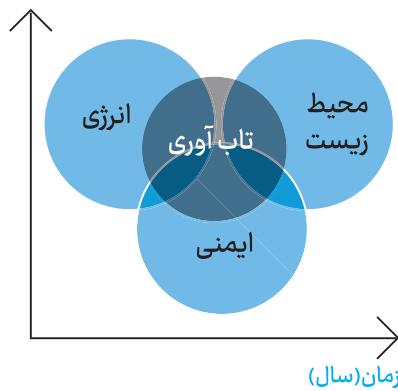 محیط
زیست
انرژی
تاب آوری
ایمنی
زمان(سال)